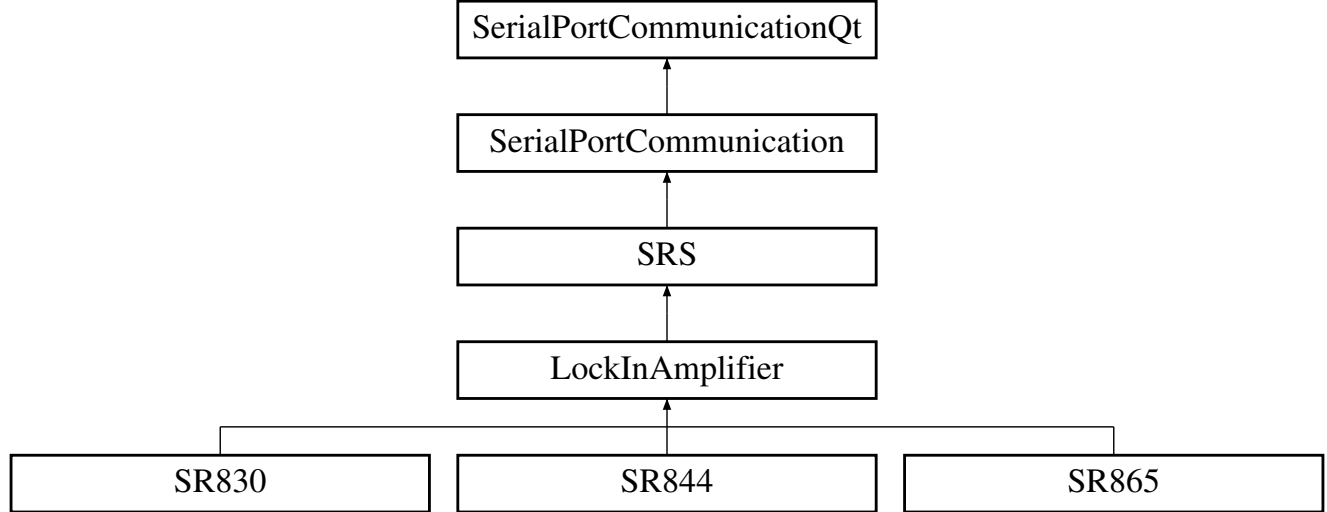 SerialPortCommunicationQt
SerialPortCommunication
SRS
LockInAmplifier
SR830 SR844 SR865